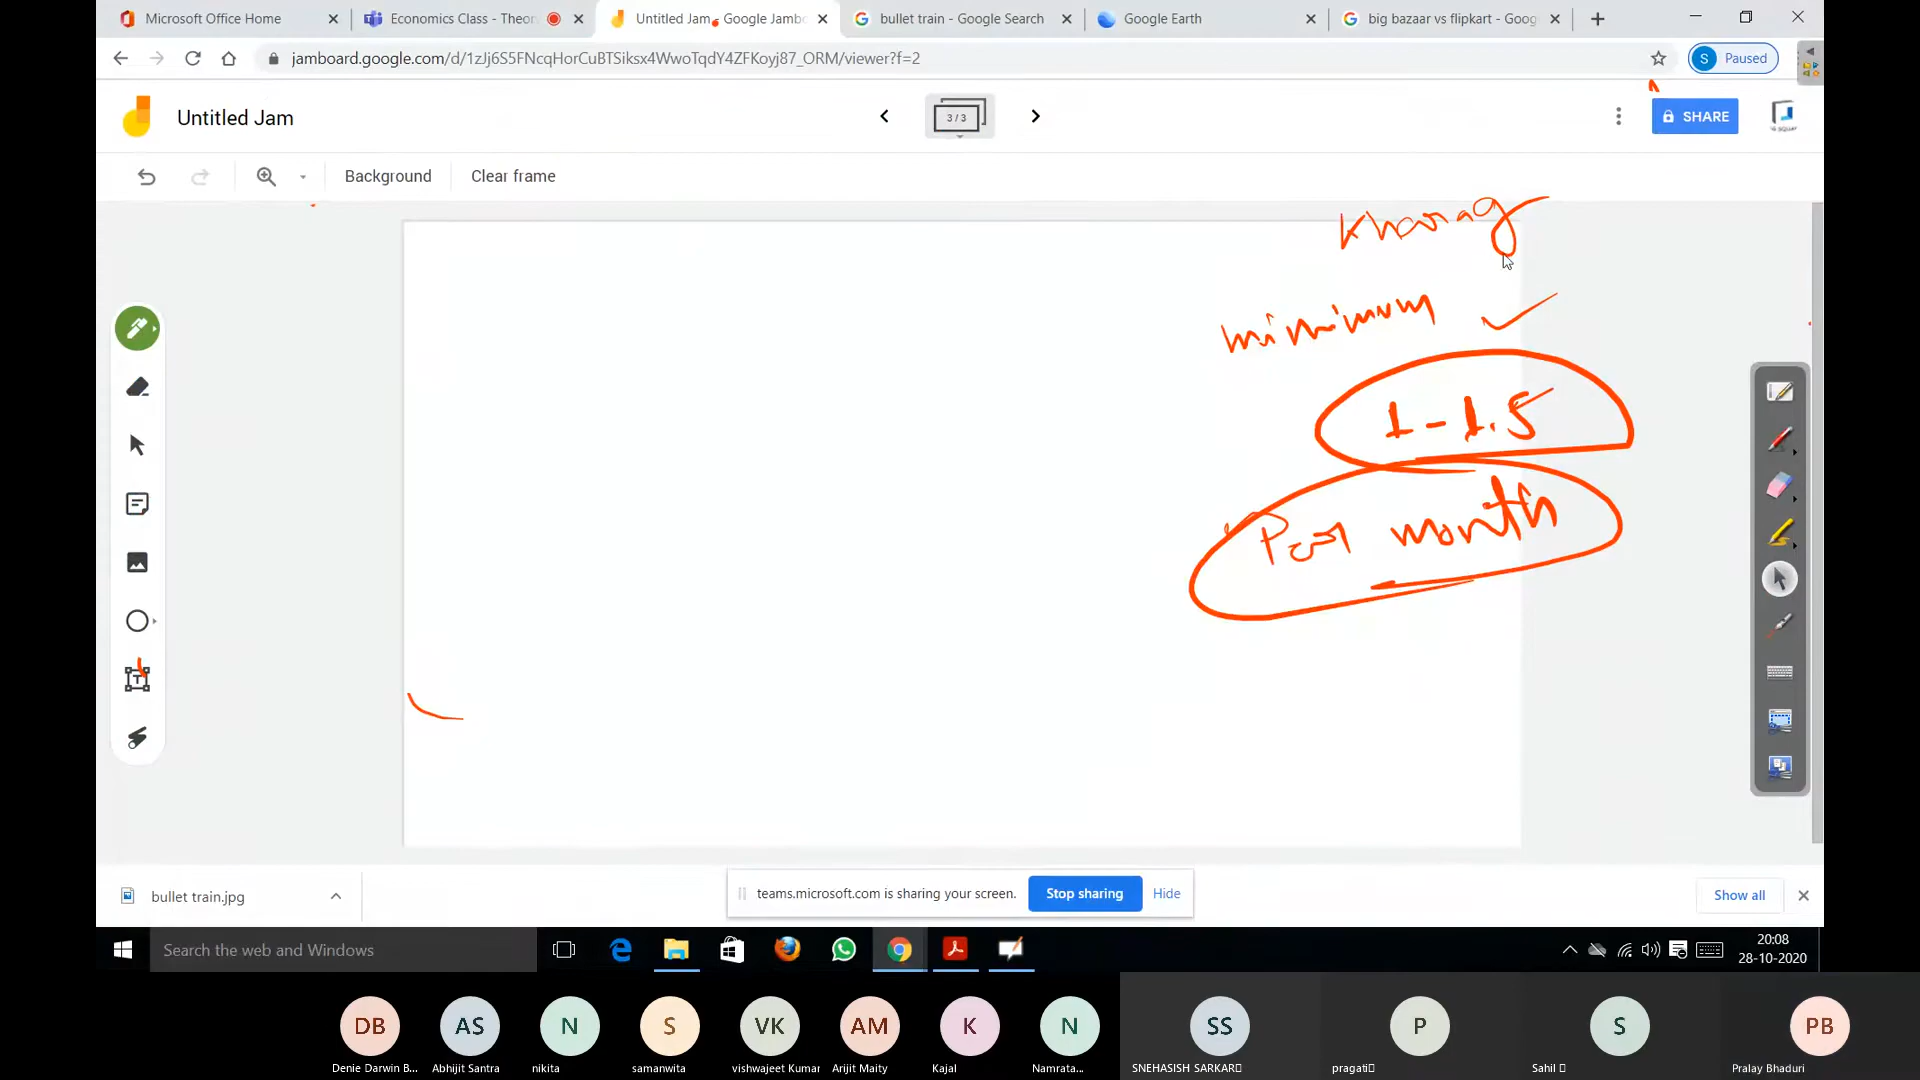 Microsoft Office Home
Economics Class - Theor
Untitled Jam - Google Jambo
bullet train - Google Search
Google Earth
big bazaar vs flipkart - Goog
jamboard.google.com/d/1zJj6S5FNcqHorCuBTSiksx4WwoTqdY4ZFKoyj87_ORM/viewer?f=2
S Paused
Untitled Jam
3 / 3
SHARE
Background
Clear frame
Kharag
minimum
1 - 1.5
Per month
bullet train.jpg
teams.microsoft.com is sharing your screen.
Stop sharing
Hide
Show all
Search the web and Windows
20:08
28-10-2020
DB
AS
N
S
VK
AM
K
N
SS
P
S
PB
Denie Darwin B...
Abhijit Santra
nikita
samanwita
vishwajeet Kumar
Arijit Maity
Kajal
Namrata...
SNEHASISH SARKAR
pragati
Sahil
Pralay Bhaduri